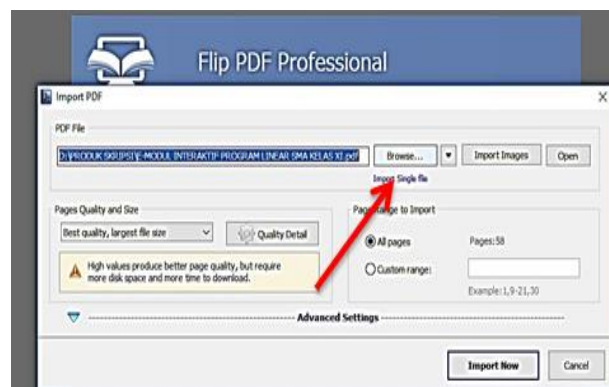 Flip PDF Professional
Import PDF
PDF File
D:\PRODUK SKRIPSI\E-MODUL INTERAKTIF PROGRAM LINEAR SMA KELAS XI.pdf Browse... Import Images Open
Import Single file
Pages Quality and Size Page Range to Import
Best quality, largest file size Quality Detail All pages Pages:58
High values produce better page quality, but require
more disk space and more time to download.
Custom range:
Example:1,9-21,30
Advanced Settings
Import Now Cancel